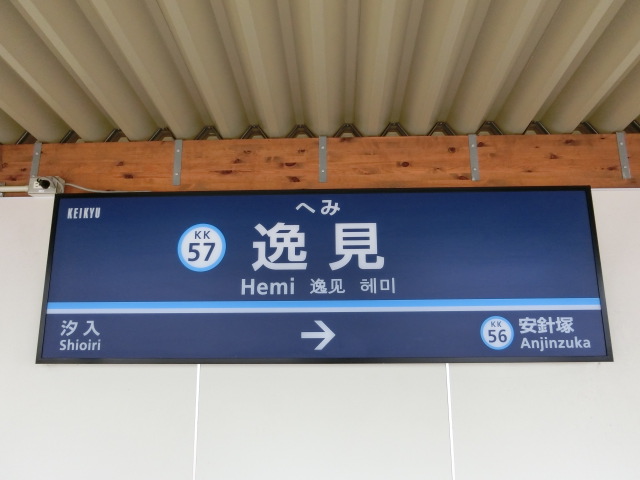 KEIKYU
へみ
KK
57
逸見
Hemi 逸见 헤미
汐入
Shioiri
→
KK
56
安針塚
Anjinzuka